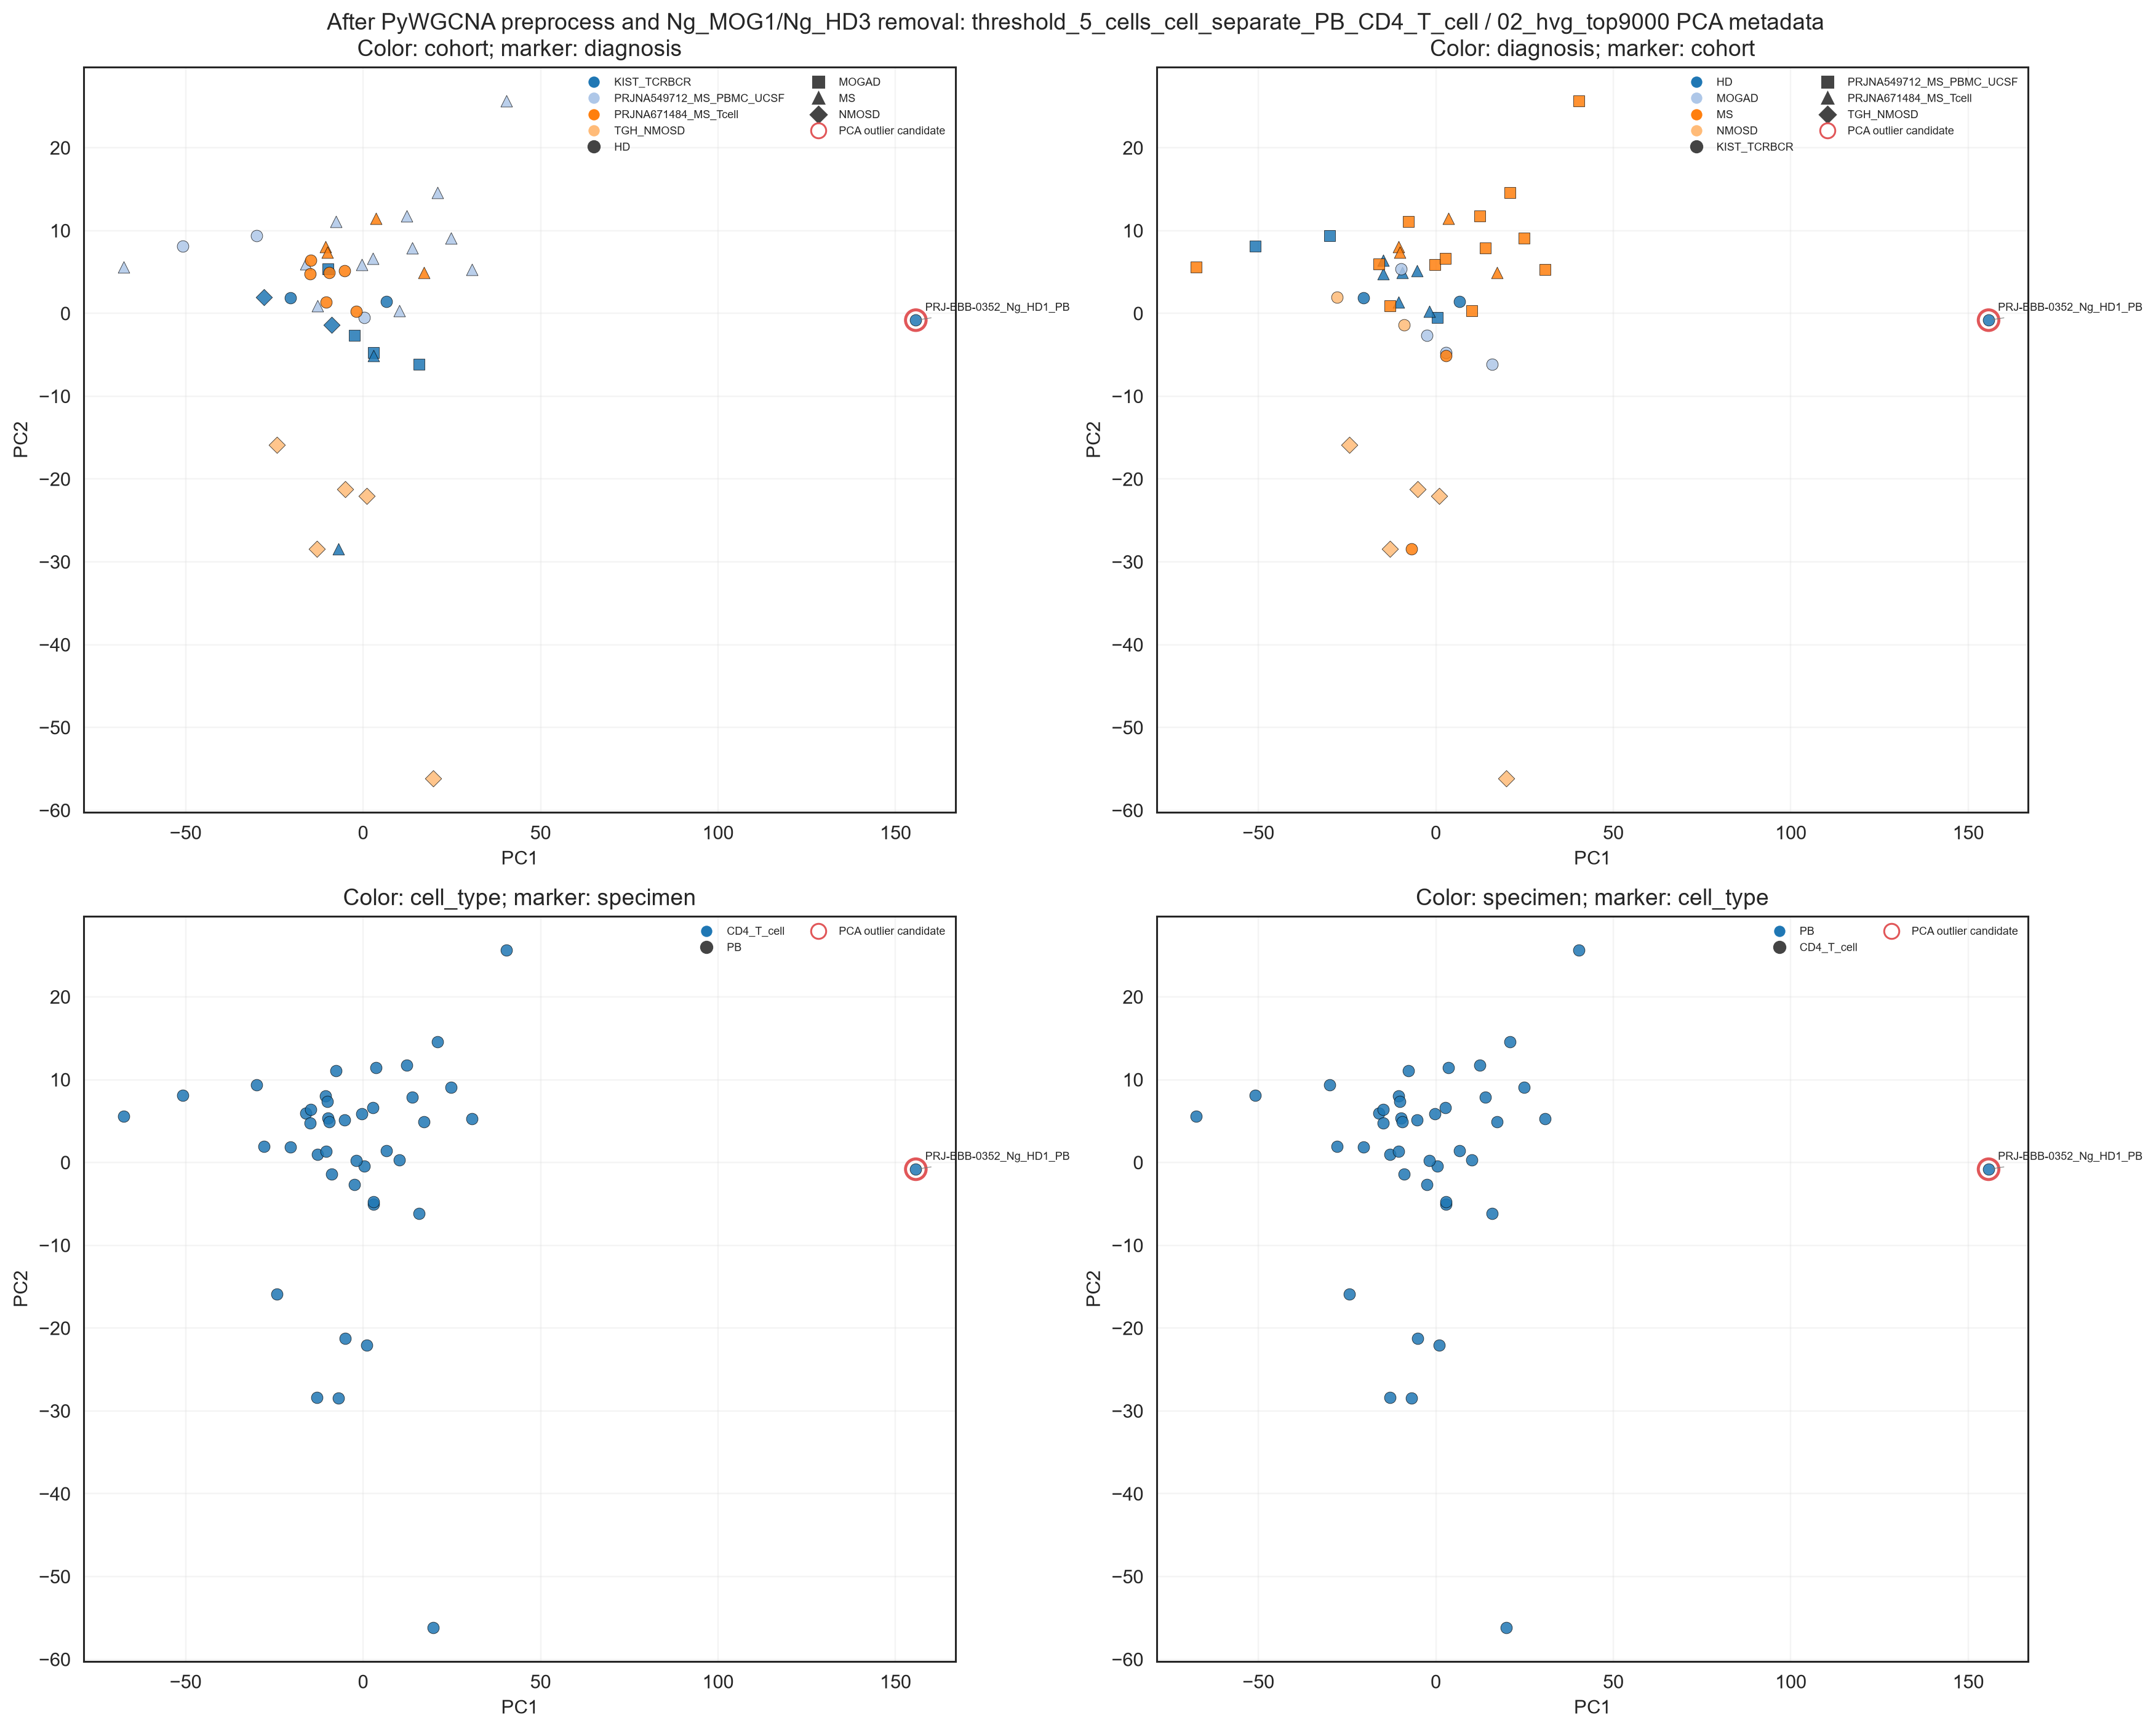 After PyWGCNA preprocess and Ng_MOG1/Ng_HD3 removal: threshold_5_cells_cell_separate_PB_CD4_T_cell / 02_hvg_top9000 PCA metadata
Color: cohort; marker: diagnosis
KIST_TCRBCR
PRJNA549712_MS_PBMC_UCSF
PRJNA671484_MS_Tcell
TGH_NMOSD
HD
MOGAD
MS
NMOSD
PCA outlier candidate
PRJ-EBB-0352_Ng_HD1_PB
20
10
0
−10
−20
−30
−40
−50
−60
PC2
−50
0
50
100
150
PC1
Color: diagnosis; marker: cohort
HD
MOGAD
MS
NMOSD
KIST_TCRBCR
PRJNA549712_MS_PBMC_UCSF
PRJNA671484_MS_Tcell
TGH_NMOSD
PCA outlier candidate
PRJ-EBB-0352_Ng_HD1_PB
20
10
0
−10
−20
−30
−40
−50
−60
PC2
−50
0
50
100
150
PC1
Color: cell_type; marker: specimen
CD4_T_cell
PB
PCA outlier candidate
PRJ-EBB-0352_Ng_HD1_PB
20
10
0
−10
−20
−30
−40
−50
−60
PC2
−50
0
50
100
150
PC1
Color: specimen; marker: cell_type
PB
CD4_T_cell
PCA outlier candidate
PRJ-EBB-0352_Ng_HD1_PB
20
10
0
−10
−20
−30
−40
−50
−60
PC2
−50
0
50
100
150
PC1